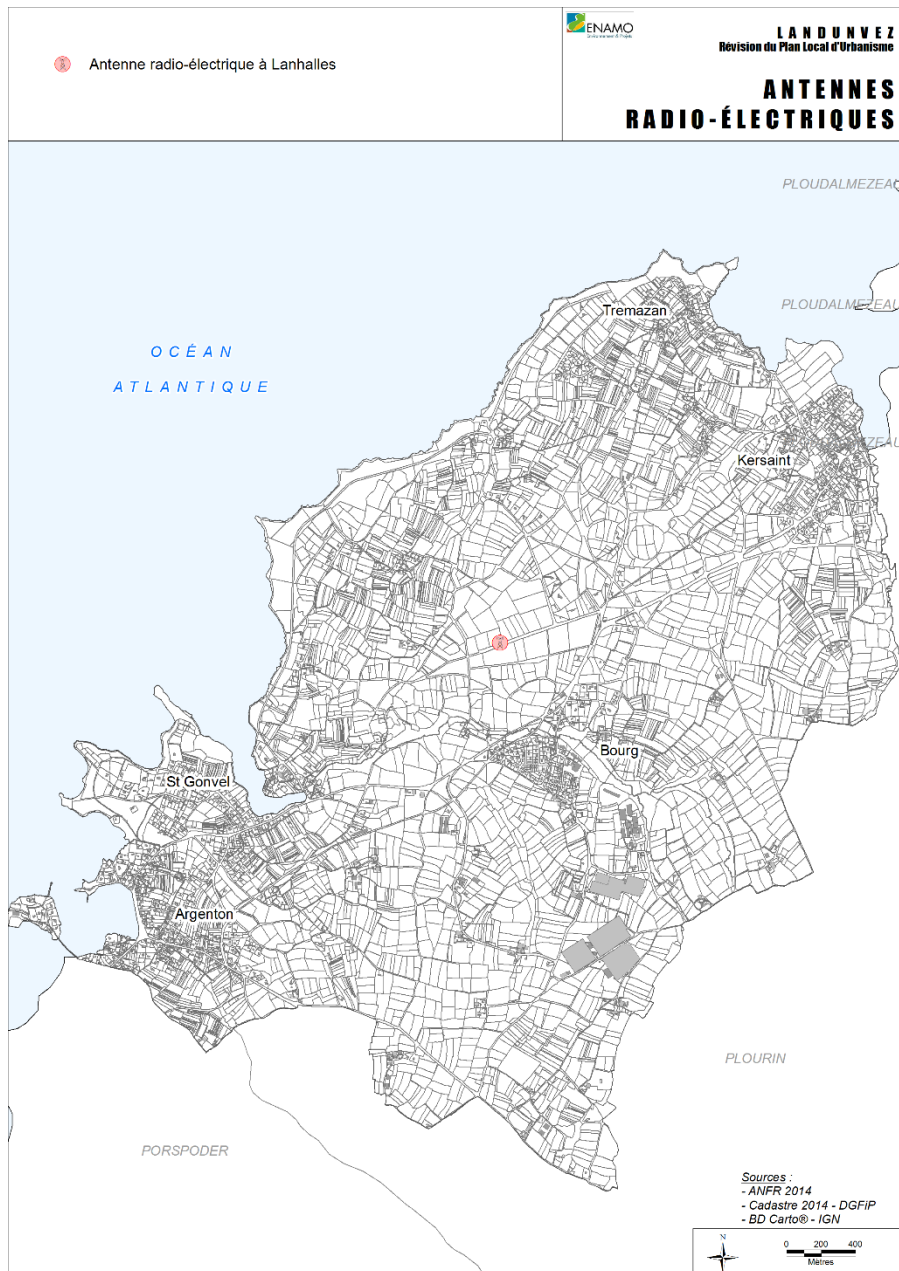 Antenne radio-électrique à Lanhalles
ENAMO
Environnement & Projets
LANDUNVEZ
Révision du Plan Local d'Urbanisme
ANTENNES
RADIO-ÉLECTRIQUES
PLOUDALMEZEAU
OCÉAN
ATLANTIQUE
Tremazan
PLOUDALMEZEAU
Kersaint
St Gonvel
Bourg
Argenton
PLOURIN
PORSPODER
Sources :
- ANFR 2014
- Cadastre 2014 - DGFiP
- BD Carto® - IGN
N
0 200 400
Mètres